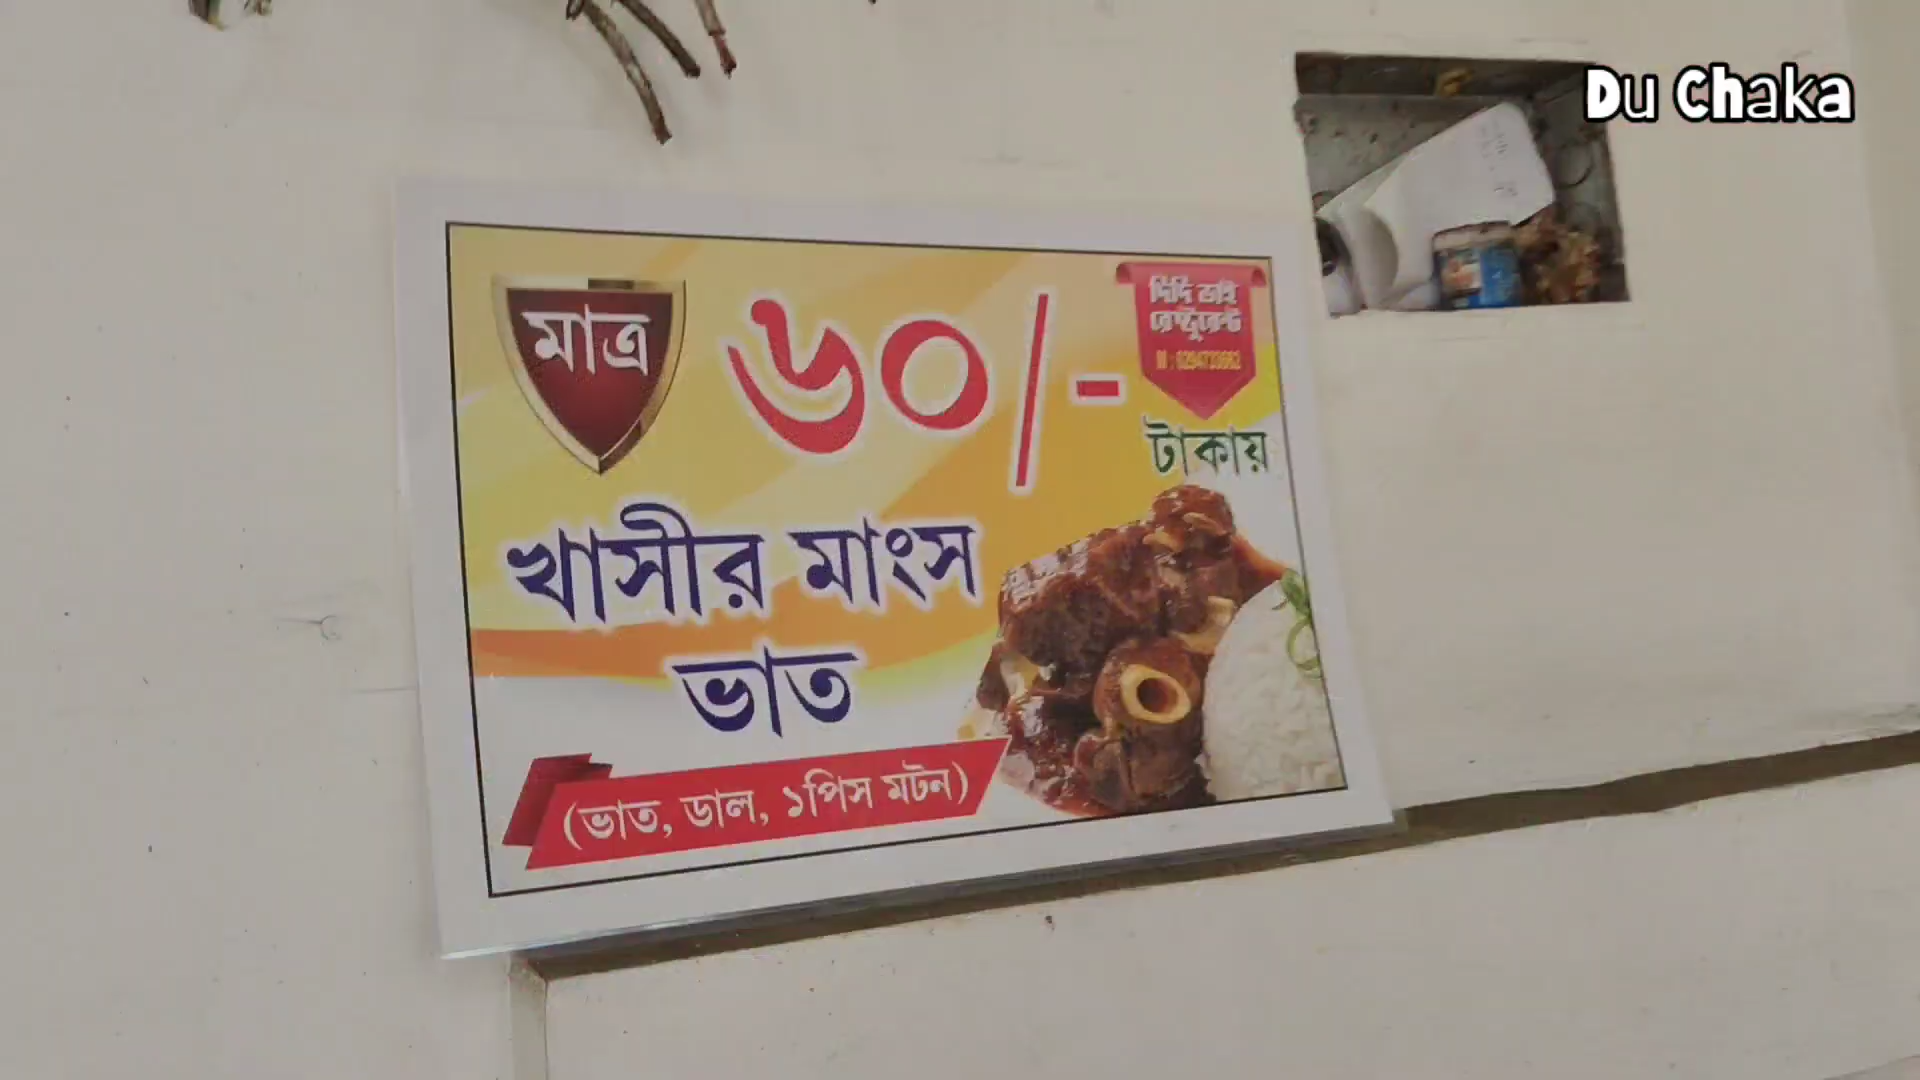 Du Chaka
মাত্র
৬০/-
দিদি ভাই
রেস্টুরেন্ট
টাকায়
খাসীর মাংস
ভাত
(ভাত, ডাল, ১পিস মটন)